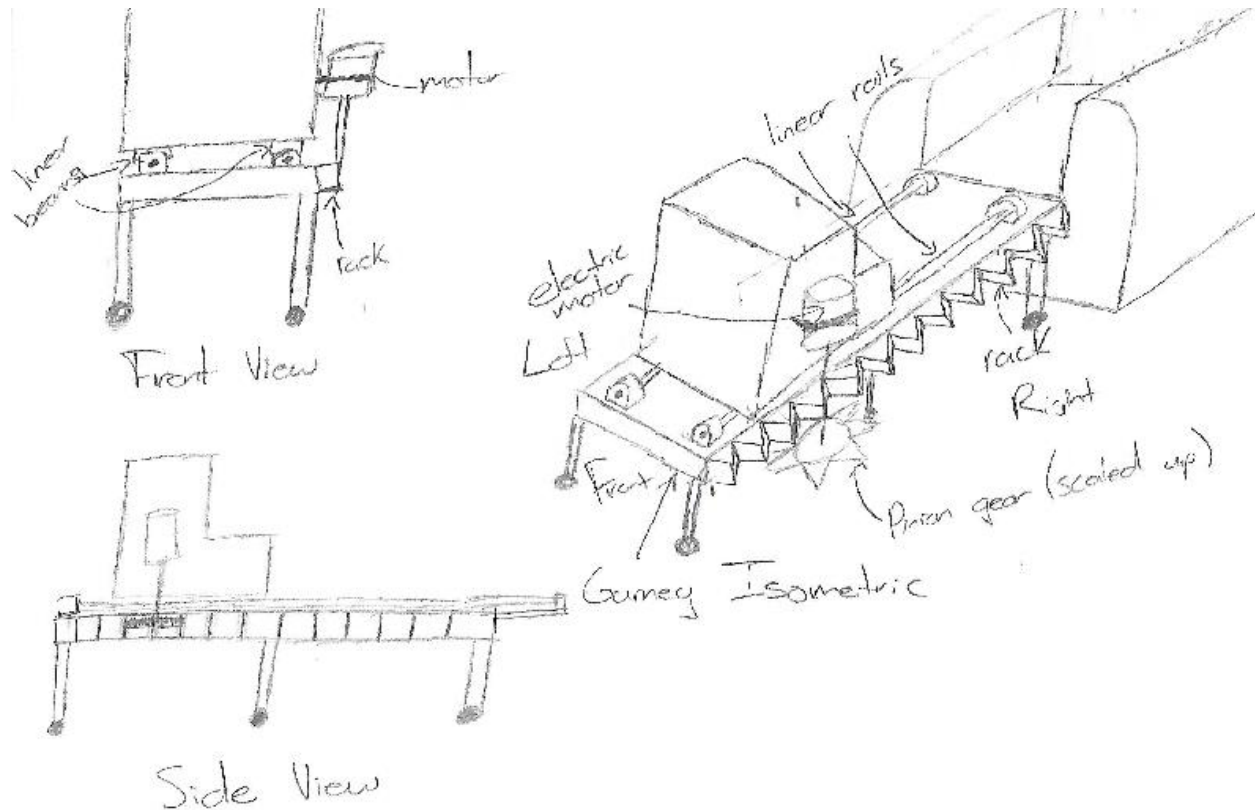 motor
linear
bearing
rack
Front View
linear rails
electric
motor
Left
rack
Right
Front
Pinion gear (scaled up)
Gurney Isometric
Side View